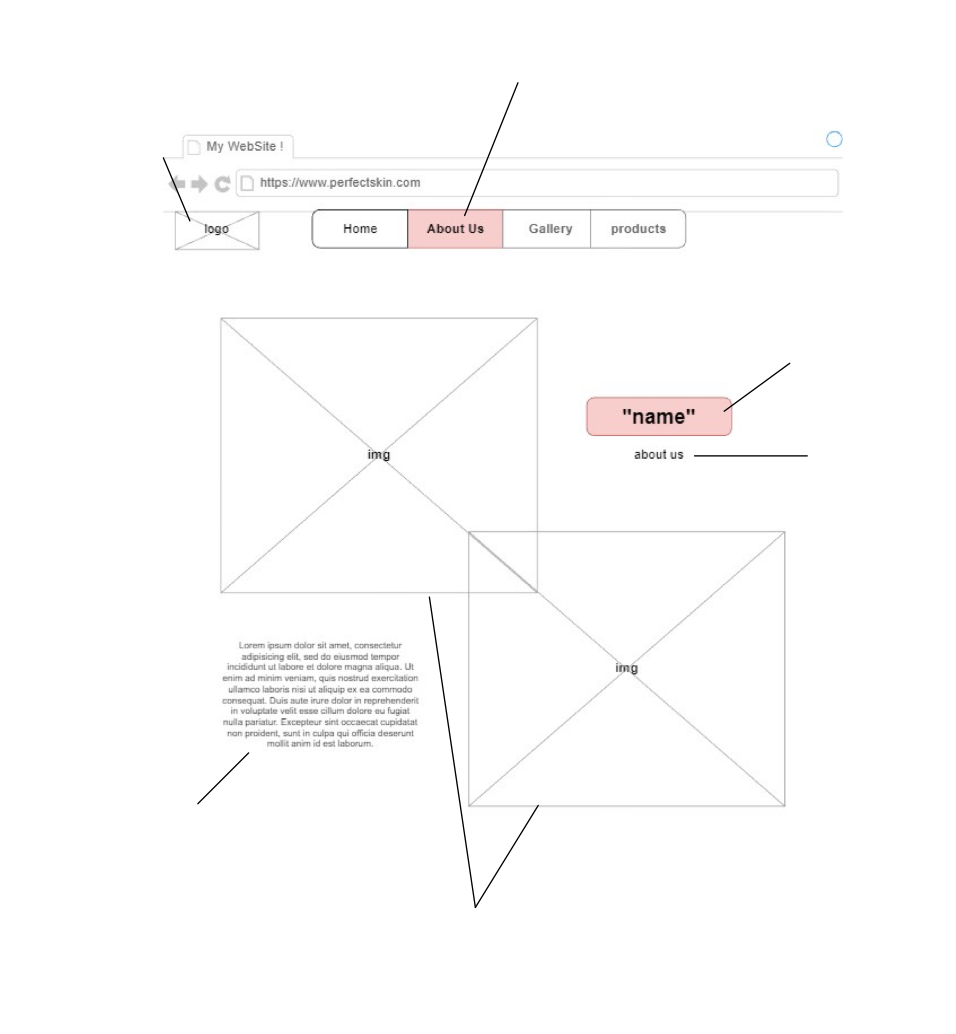 My WebSite !
https://www.perfectskin.com
logo
Home
About Us
Gallery
products
img
"name"
about us
img
Lorem ipsum dolor sit amet, consectetur
adipisicing elit, sed do eiusmod tempor
incididunt ut labore et dolore magna aliqua. Ut
enim ad minim veniam, quis nostrud exercitation
ullamco laboris nisi ut aliquip ex ea commodo
consequat. Duis aute irure dolor in reprehenderit
in voluptate velit esse cillum dolore eu fugiat
nulla pariatur. Excepteur sint occaecat cupidatat
non proident, sunt in culpa qui officia deserunt
mollit anim id est laborum.